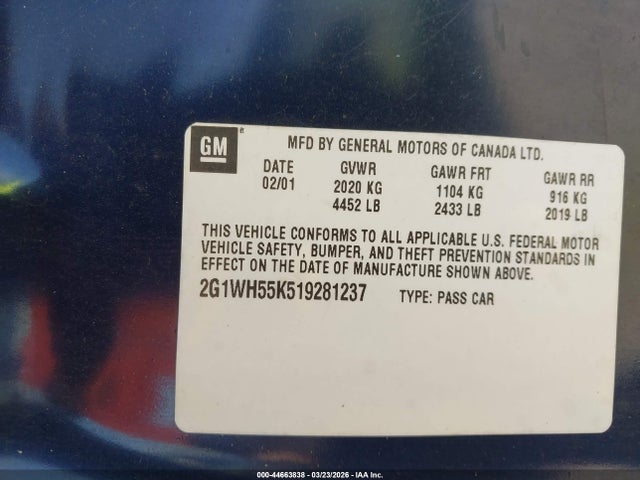 GM
MFD BY GENERAL MOTORS OF CANADA LTD.
DATE GVWR GAWR FRT GAWR RR
02/01 2020 KG 1104 KG 916 KG
4452 LB 2433 LB 2019 LB
THIS VEHICLE CONFORMS TO ALL APPLICABLE U.S. FEDERAL MOTOR
VEHICLE SAFETY, BUMPER, AND THEFT PREVENTION STANDARDS IN
EFFECT ON THE DATE OF MANUFACTURE SHOWN ABOVE.
2G1WH55K519281237 TYPE: PASS CAR
000-44663838 - 03/23/2026 - IAA Inc.